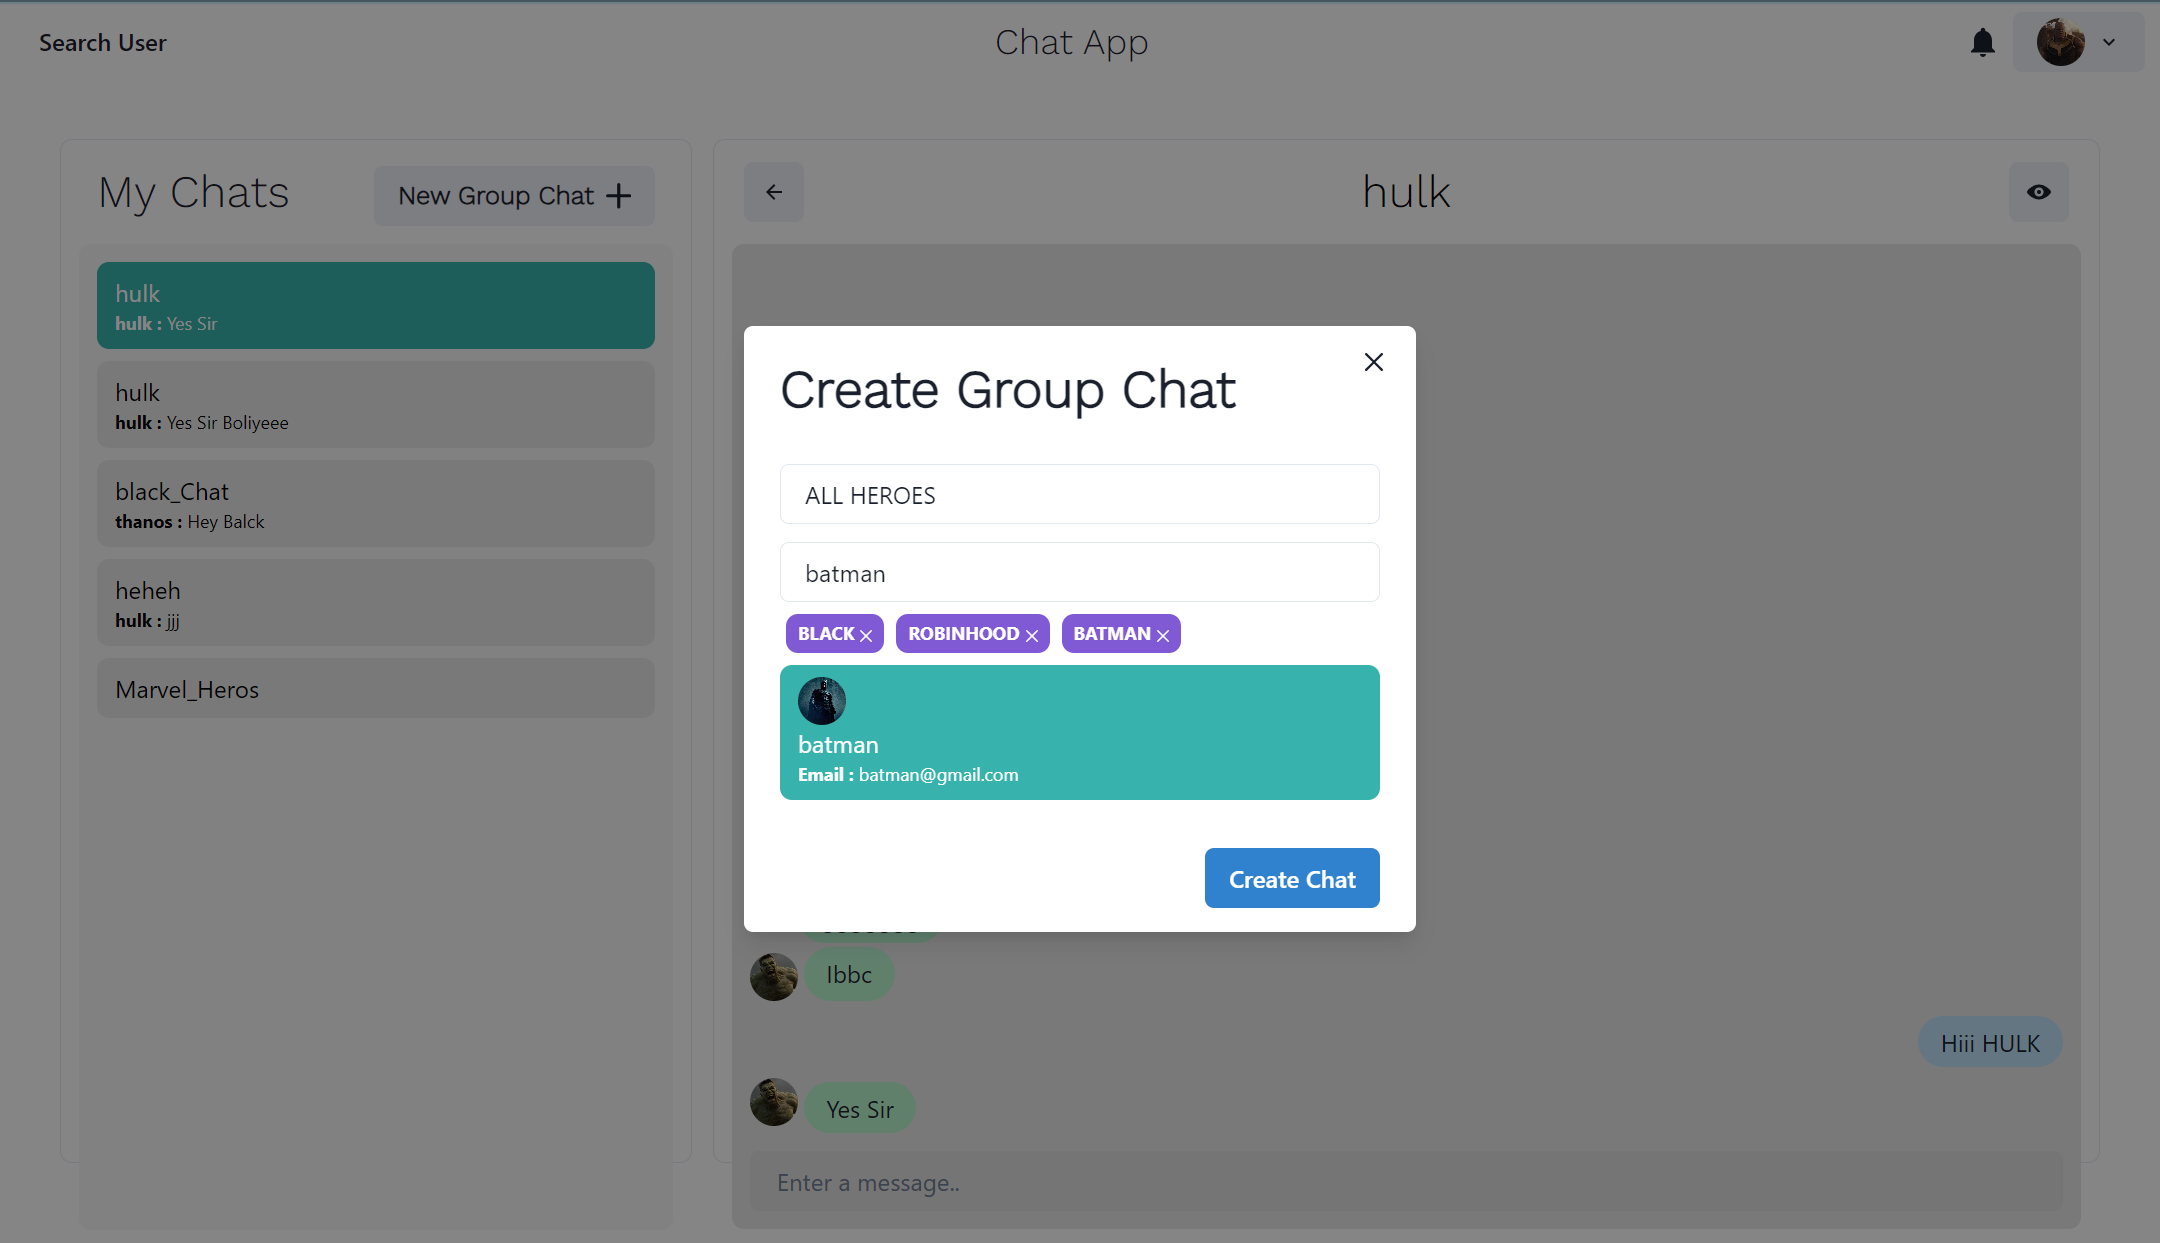 Search User
Chat App
My Chats
New Group Chat
hulk
hulk : Yes Sir
hulk
hulk : Yes Sir Boliyeee
black_Chat
thanos : Hey Balck
heheh
hulk : jjj
Marvel_Heros
hulk
Create Group Chat
ALL HEROES
batman
BLACK
ROBINHOOD
BATMAN
batman
Email : batman@gmail.com
Create Chat
Ibbc
Hiii HULK
Yes Sir
Enter a message..